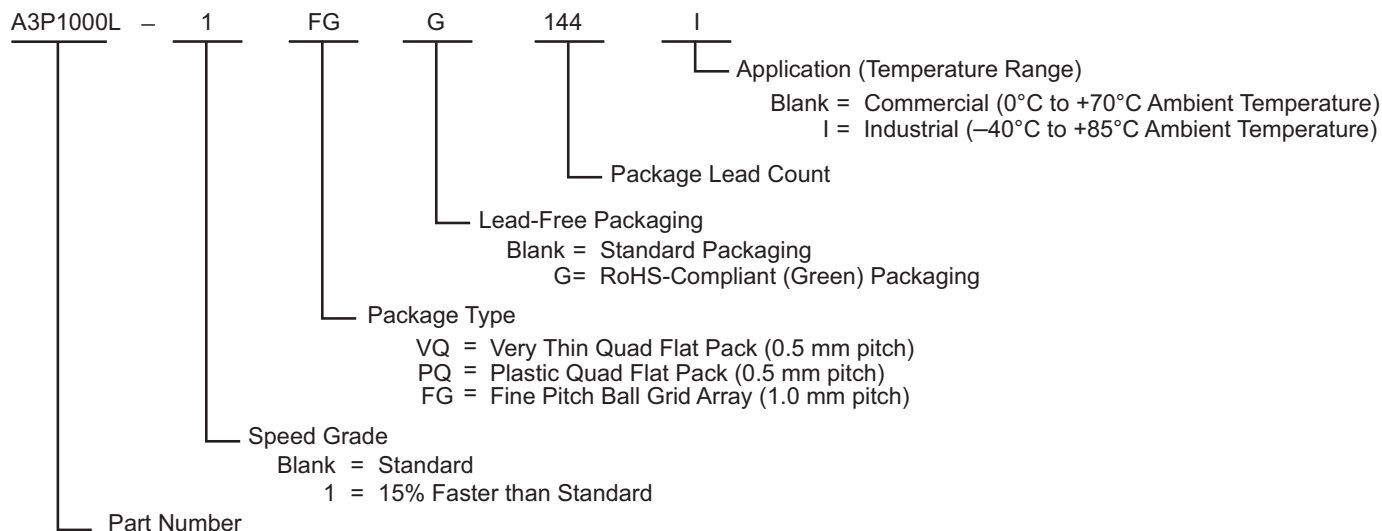 A3P1000L – 1 FG G 144 I
Application (Temperature Range)
Blank = Commercial (0°C to +70°C Ambient Temperature)
I = Industrial (–40°C to +85°C Ambient Temperature)
Package Lead Count
Lead-Free Packaging
Blank = Standard Packaging
G= RoHS-Compliant (Green) Packaging
Package Type
VQ = Very Thin Quad Flat Pack (0.5 mm pitch)
PQ = Plastic Quad Flat Pack (0.5 mm pitch)
FG = Fine Pitch Ball Grid Array (1.0 mm pitch)
Speed Grade
Blank = Standard
1 = 15% Faster than Standard
Part Number